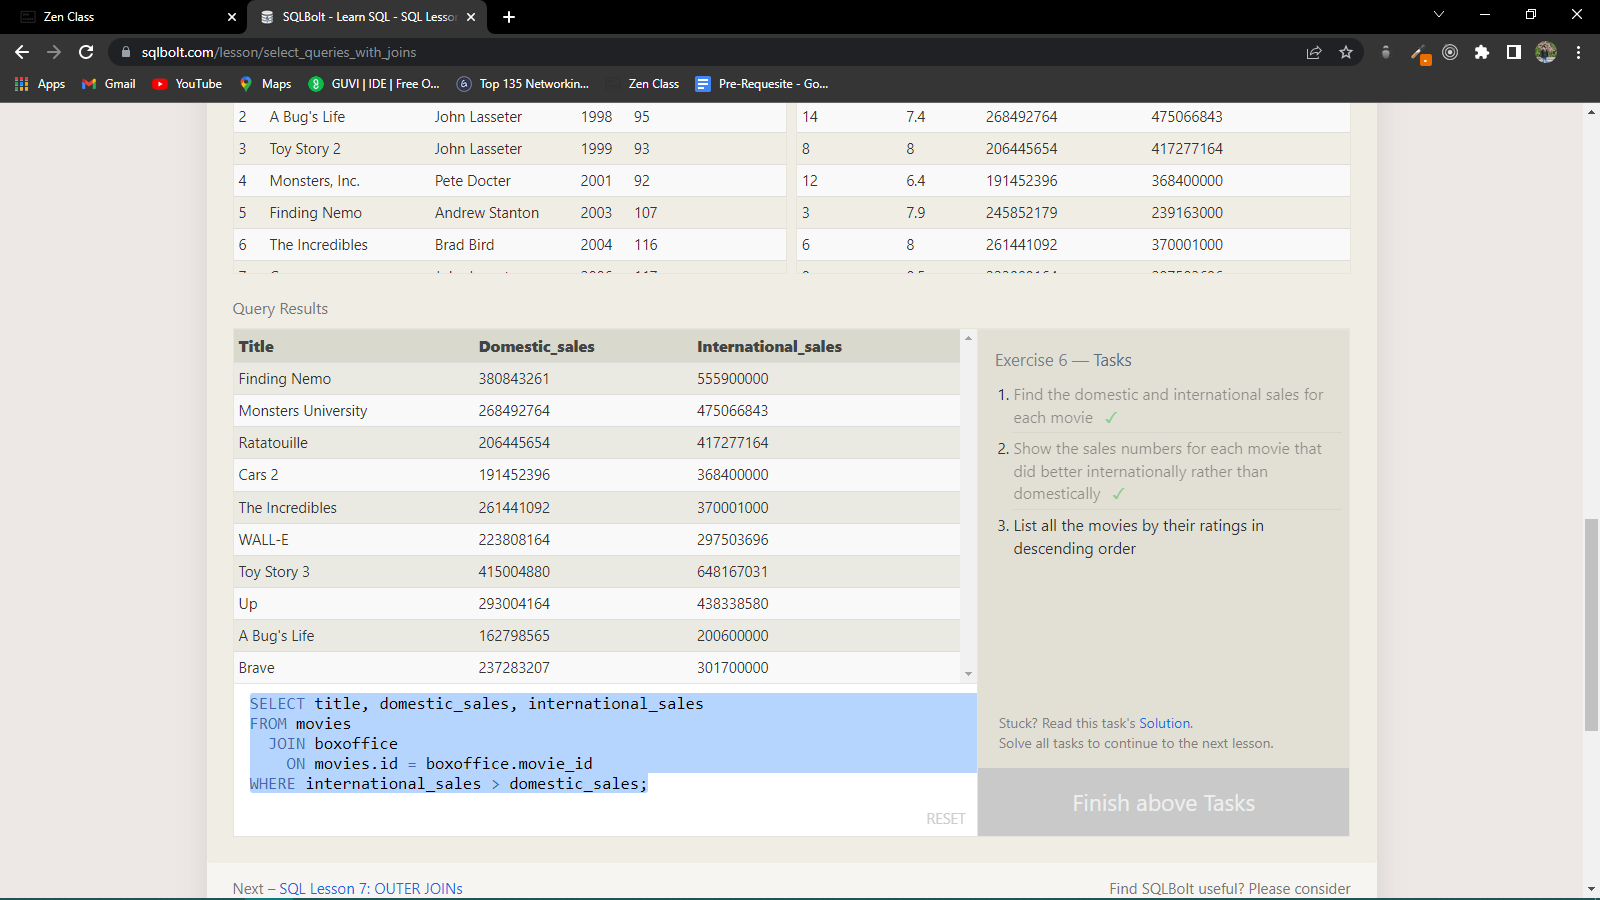 Zen Class
SQLBolt - Learn SQL - SQL Lesson
sqlbolt.com/lesson/select_queries_with_joins
Apps Gmail YouTube Maps GUVI | IDE | Free O... Top 135 Networkin... Zen Class Pre-Requesite - Go...
2 A Bug's Life John Lasseter 1998 95 14 7.4 268492764 475066843
3 Toy Story 2 John Lasseter 1999 93 8 8 206445654 417277164
4 Monsters, Inc. Pete Docter 2001 92 12 6.4 191452396 368400000
5 Finding Nemo Andrew Stanton 2003 107 3 7.9 245852179 239163000
6 The Incredibles Brad Bird 2004 116 6 8 261441092 370001000
Query Results
Title Domestic_sales International_sales
Finding Nemo 380843261 555900000
Monsters University 268492764 475066843
Ratatouille 206445654 417277164
Cars 2 191452396 368400000
The Incredibles 261441092 370001000
WALL-E 223808164 297503696
Toy Story 3 415004880 648167031
Up 293004164 438338580
A Bug's Life 162798565 200600000
Brave 237283207 301700000
SELECT title, domestic_sales, international_sales
FROM movies
JOIN boxoffice
ON movies.id = boxoffice.movie_id
WHERE international_sales > domestic_sales;
RESET
Exercise 6 — Tasks
1. Find the domestic and international sales for
each movie ✓
2. Show the sales numbers for each movie that
did better internationally rather than
domestically ✓
3. List all the movies by their ratings in
descending order
Stuck? Read this task's Solution.
Solve all tasks to continue to the next lesson.
Finish above Tasks
Next – SQL Lesson 7: OUTER JOINs
Find SQLBolt useful? Please consider